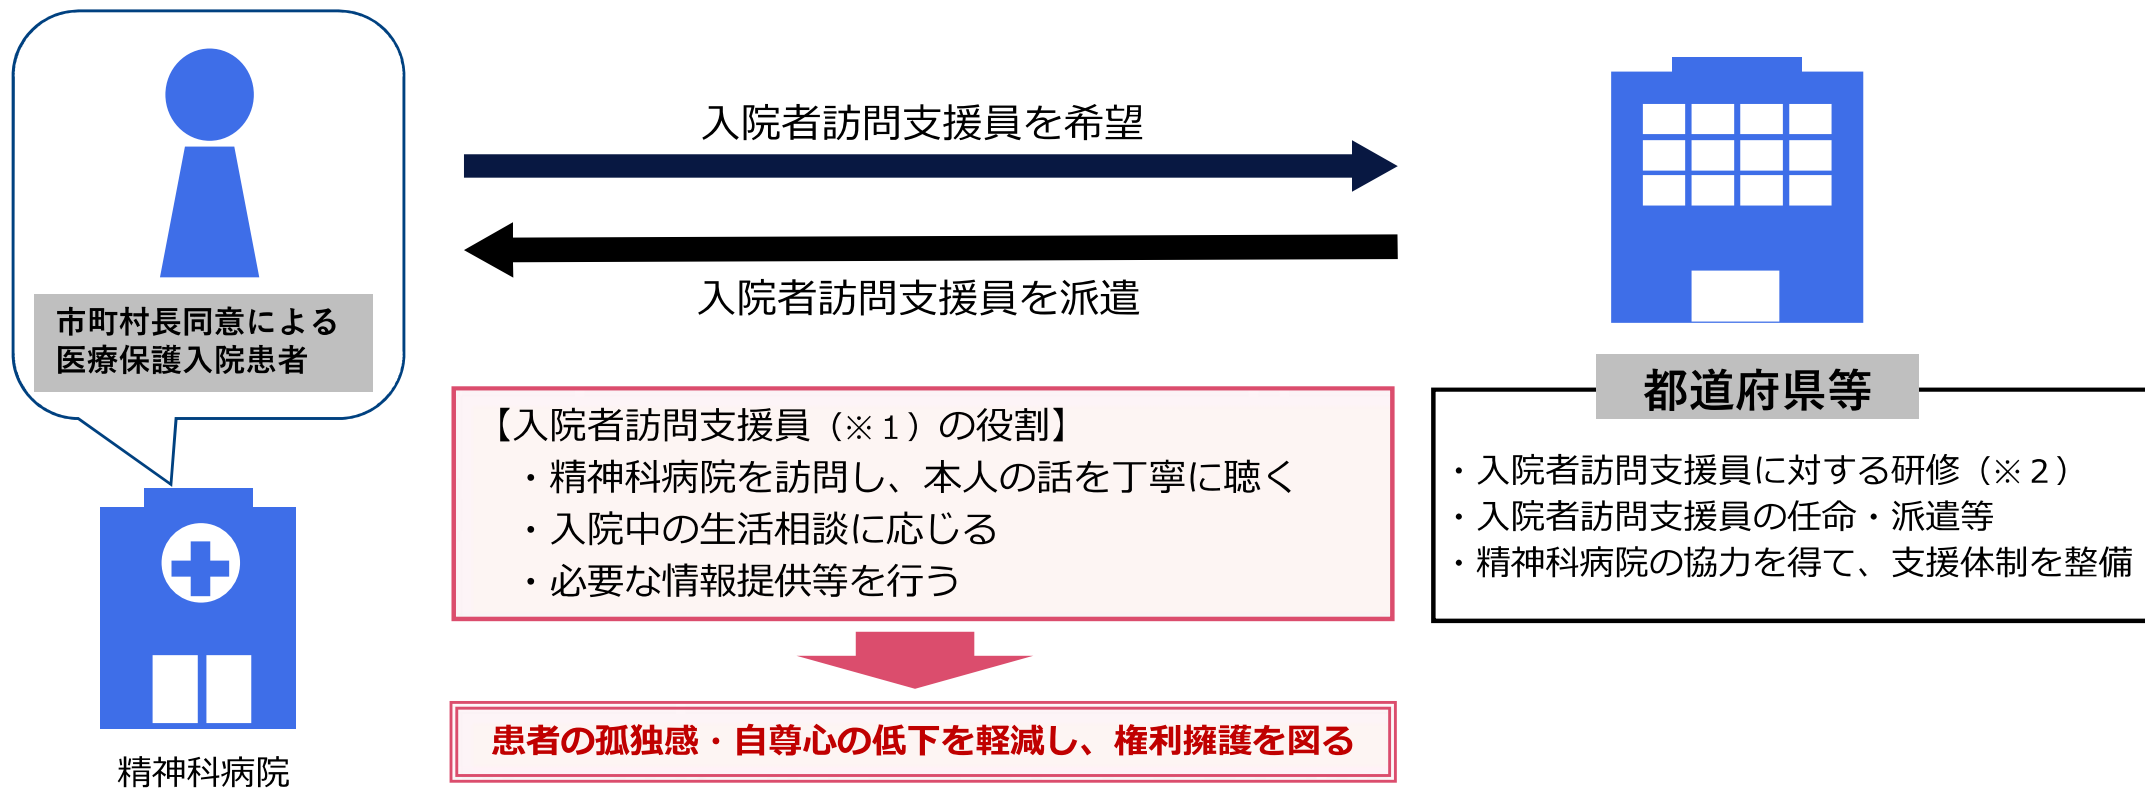 入院者訪問支援員を希望
入院者訪問支援員を派遣
市町村長同意による
医療保護入院患者
精神科病院
【入院者訪問支援員（※１）の役割】
・精神科病院を訪問し、本人の話を丁寧に聴く
・入院中の生活相談に応じる
・必要な情報提供等を行う
患者の孤独感・自尊心の低下を軽減し、権利擁護を図る
都道府県等
・入院者訪問支援員に対する研修（※２）
・入院者訪問支援員の任命・派遣等
・精神科病院の協力を得て、支援体制を整備